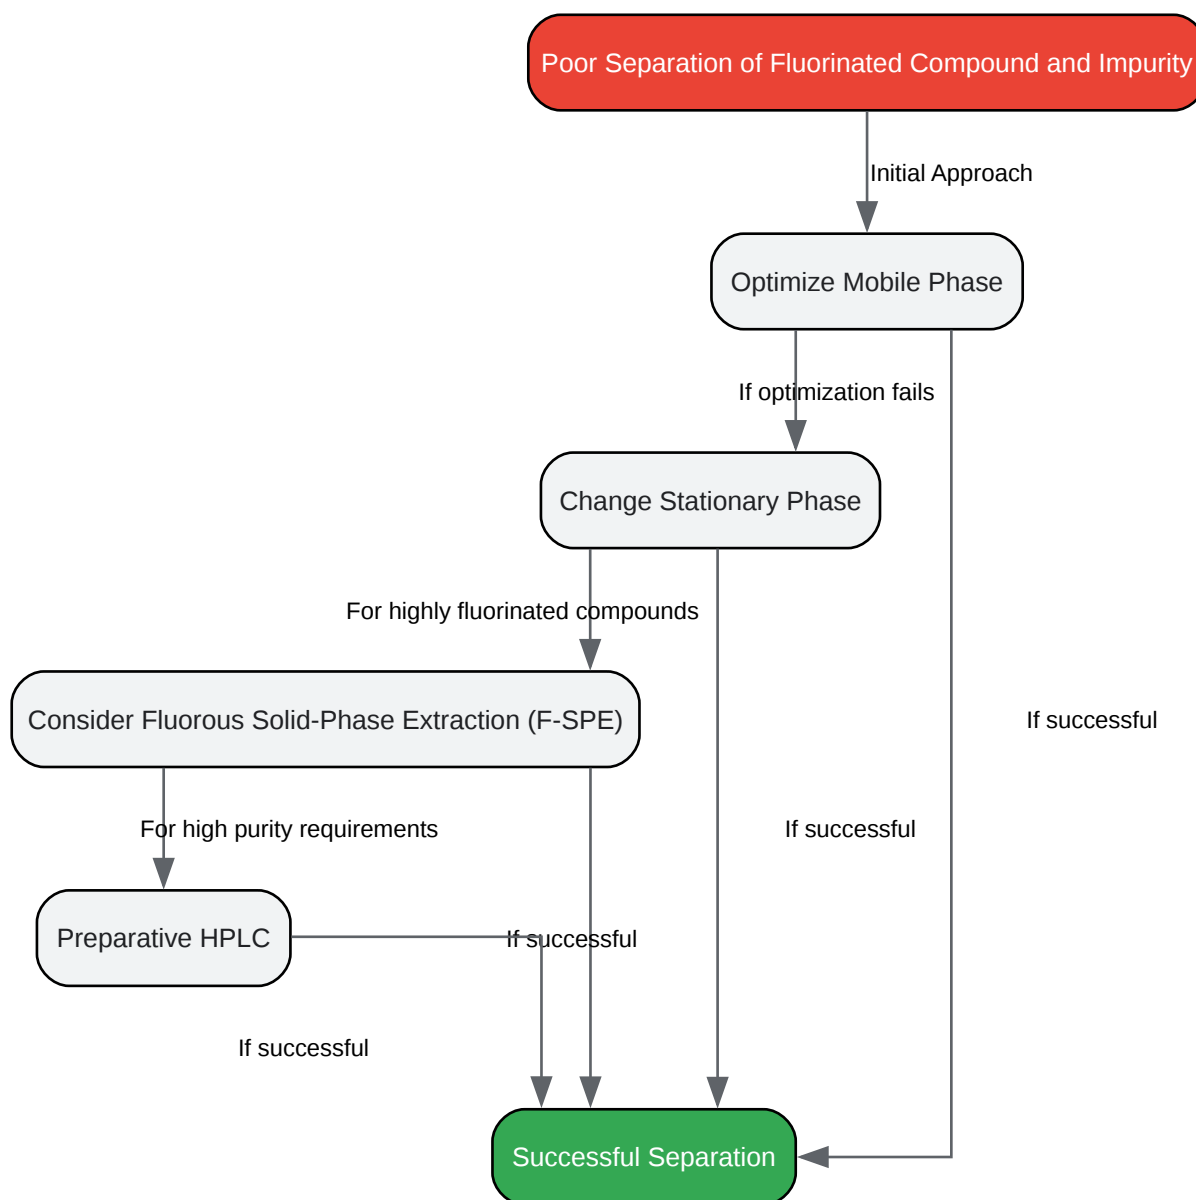 Poor Separation of Fluorinated Compound and Impurity
Initial Approach
Optimize Mobile Phase
If optimization fails
Change Stationary Phase
For highly fluorinated compounds
Consider Fluorous Solid-Phase Extraction (F-SPE)
If successful
For high purity requirements
If successful
Preparative HPLC
If successful
If successful
Successful Separation